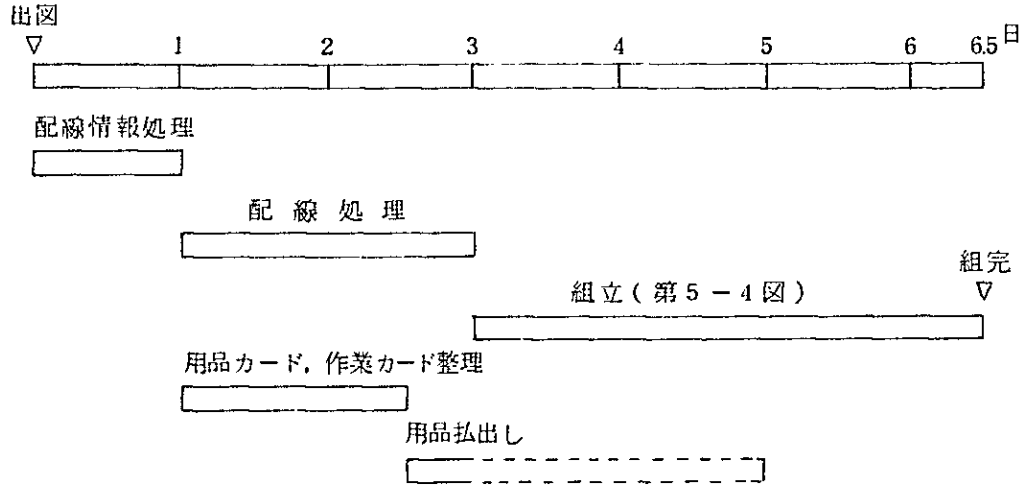 出図
▽ 1 2 3 4 5 6 6.5日
配線情報処理
配線処理
組完
組立(第5-4図) ▽
用品カード,作業カード整理
用品払出し